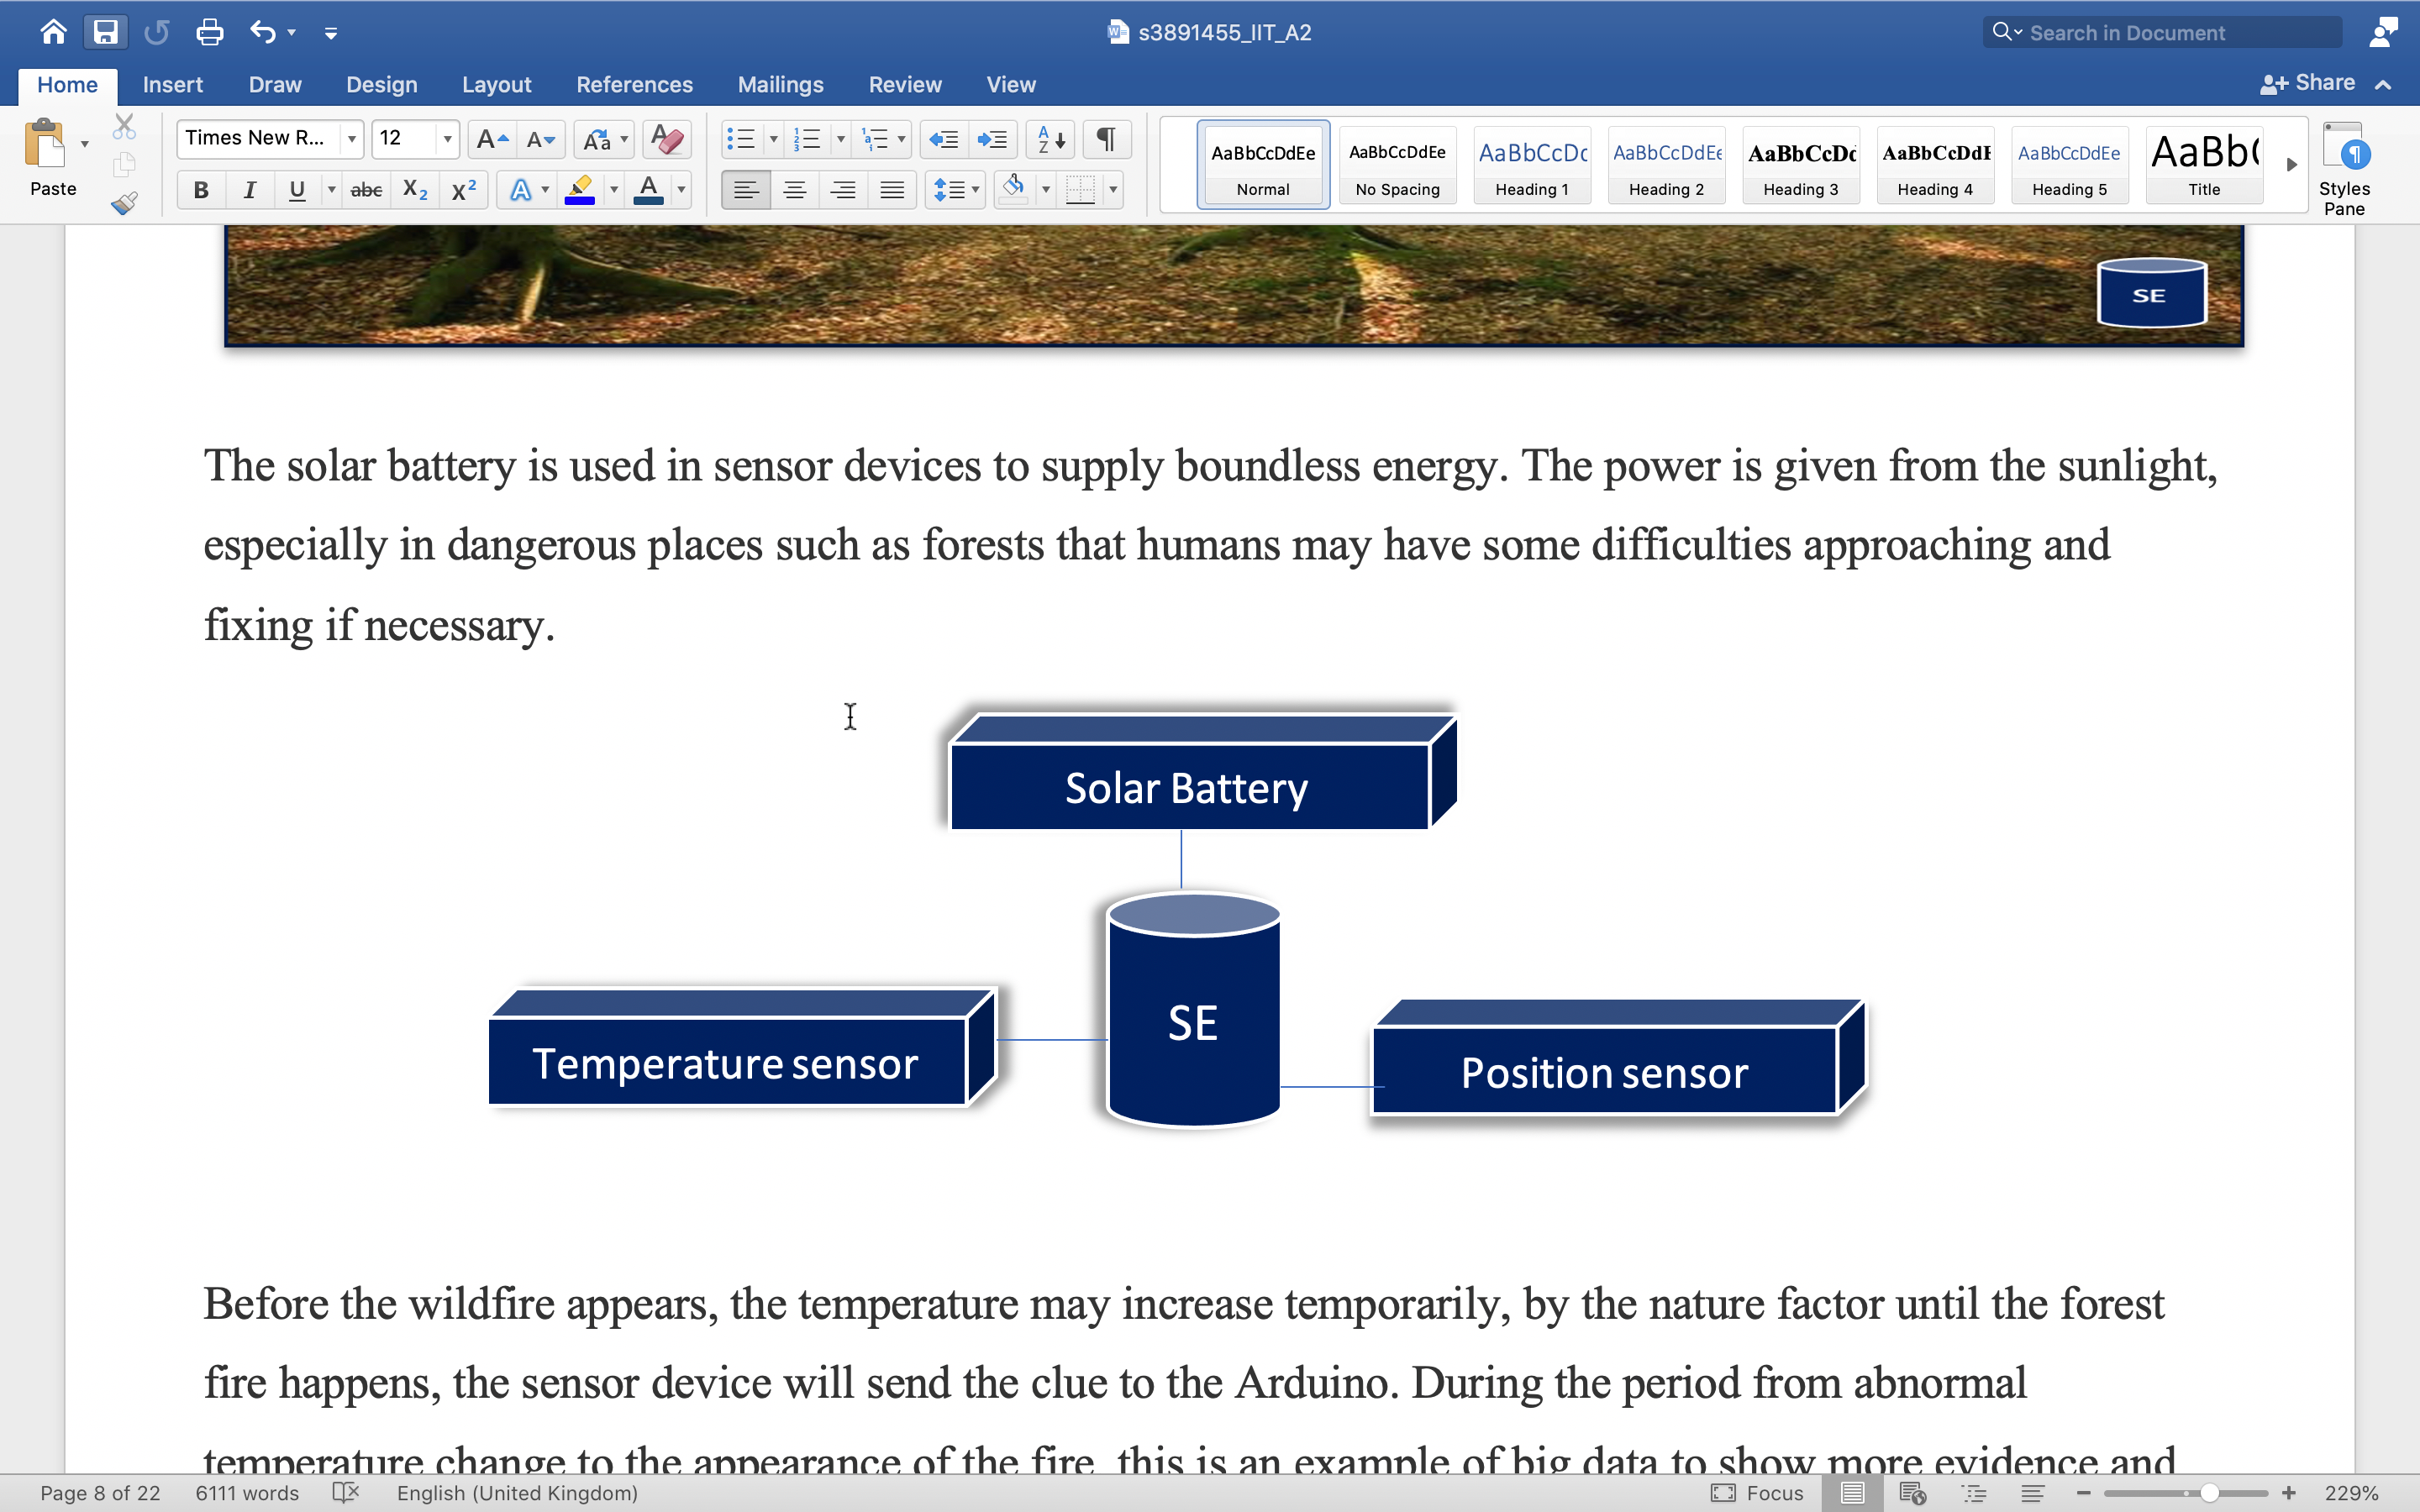 s3891455_IIT_A2
Search in Document
Home Insert Draw Design Layout References Mailings Review View Share
Paste
Times New R... 12
AaBbCcDdEe AaBbCcDdEe AaBbCcDc AaBbCcDdEe AaBbCcDc AaBbCcDdE AaBbCcDdEe AaBb(
Normal No Spacing Heading 1 Heading 2 Heading 3 Heading 4 Heading 5 Title
Styles
Pane
SE
The solar battery is used in sensor devices to supply boundless energy. The power is given from the sunlight,
especially in dangerous places such as forests that humans may have some difficulties approaching and
fixing if necessary.
Solar Battery
SE
Temperature sensor
Position sensor
Before the wildfire appears, the temperature may increase temporarily, by the nature factor until the forest
fire happens, the sensor device will send the clue to the Arduino. During the period from abnormal
temperature change to the appearance of the fire, this is an example of big data to show more evidence and
Page 8 of 22 6111 words English (United Kingdom) Focus 229%